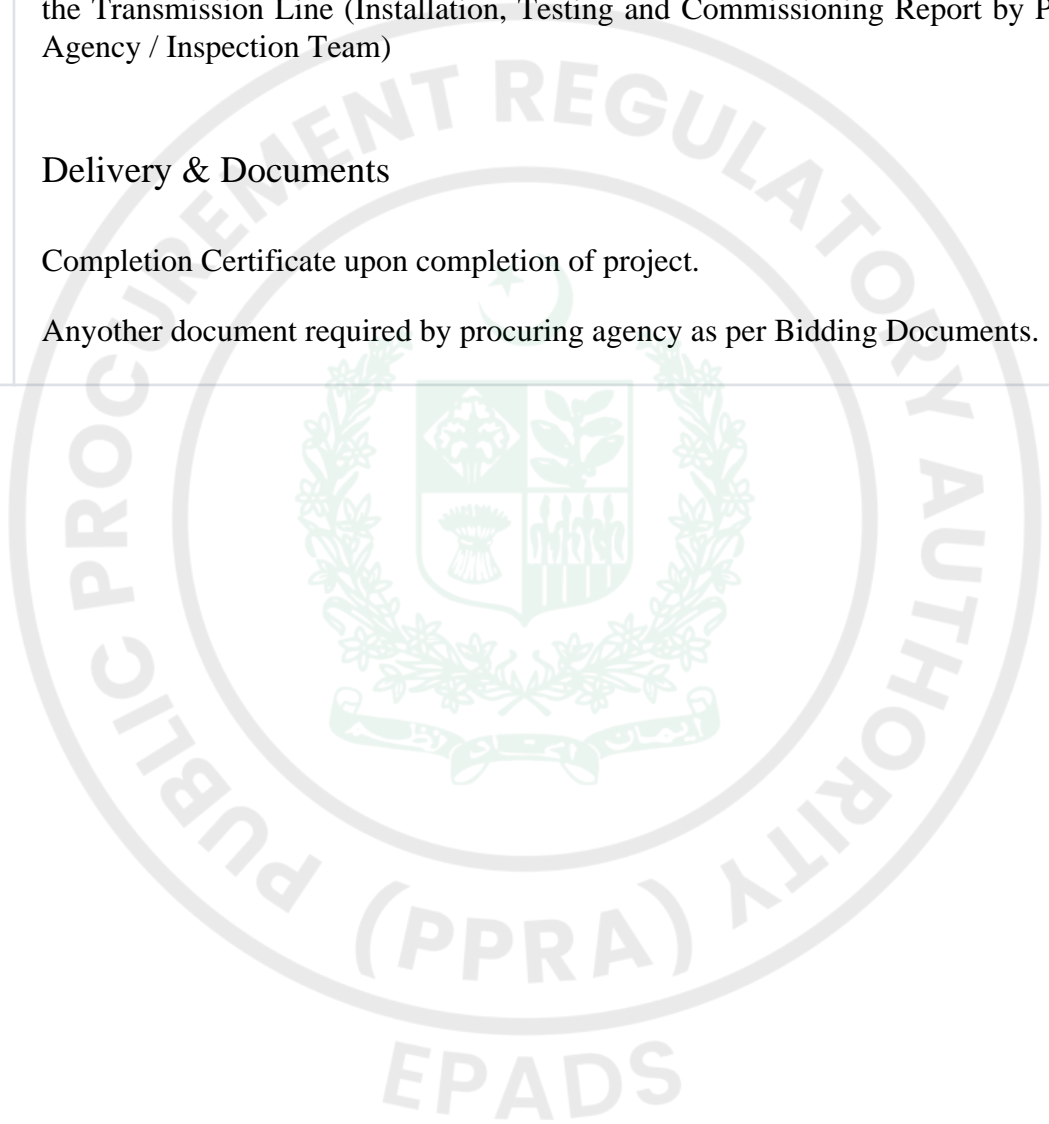 the Transmission Line (Installation, Testing and Commissioning Report by P
Agency / Inspection Team)
Delivery & Documents
Completion Certificate upon completion of project.
Anyother document required by procuring agency as per Bidding Documents.
PUBLIC PROCUREMENT REGULATORY AUTHORITY
(PPRA)
EPADS